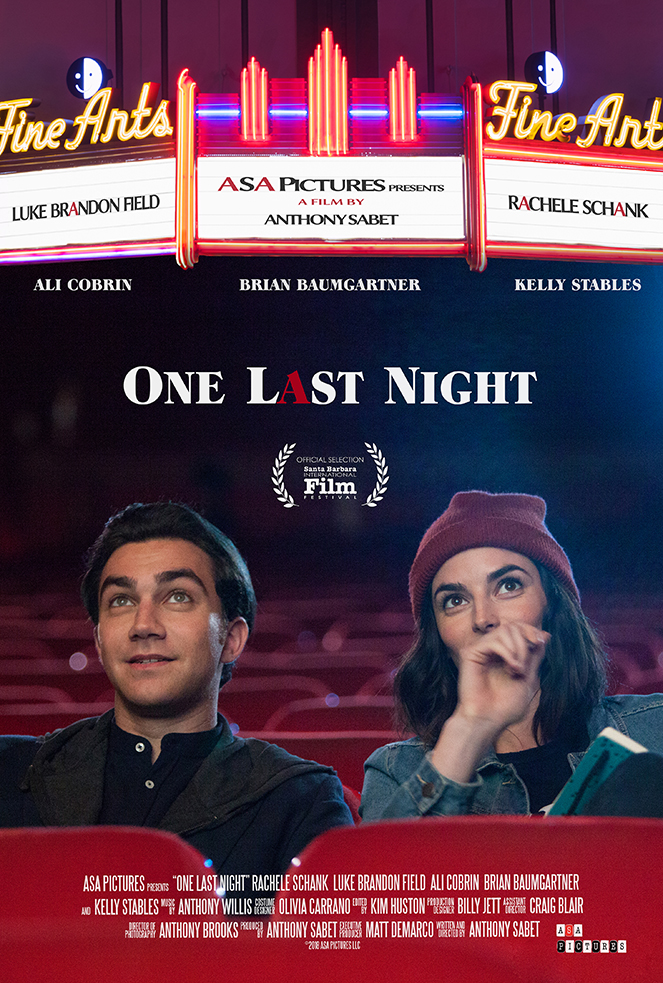 Fine Arts
Fine Art
LUKE BRANDON FIELD
ASA PICTURES PRESENTS
A FILM BY
ANTHONY SABET
RACHELE SCHANK
ALI COBRIN BRIAN BAUMGARTNER KELLY STABLES
ONE LAST NIGHT
OFFICIAL SELECTION
Santa Barbara
INTERNATIONAL
Film
FESTIVAL
ASA PICTURES PRESENTS "ONE LAST NIGHT" RACHELE SCHANK LUKE BRANDON FIELD ALI COBRIN BRIAN BAUMGARTNER
AND KELLY STABLES MUSIC BY ANTHONY WILLIS COSTUME DESIGNER OLIVIA CARRANO EDITED BY KIM HUSTON PRODUCTION DESIGNER BILLY JETT ASSISTANT DIRECTOR CRAIG BLAIR
DIRECTOR OF PHOTOGRAPHY ANTHONY BROOKS PRODUCED BY ANTHONY SABET EXECUTIVE PRODUCER MATT DEMARCO WRITTEN AND DIRECTED BY ANTHONY SABET
©2018 ASA PICTURES LLC
ASA
PICTURES